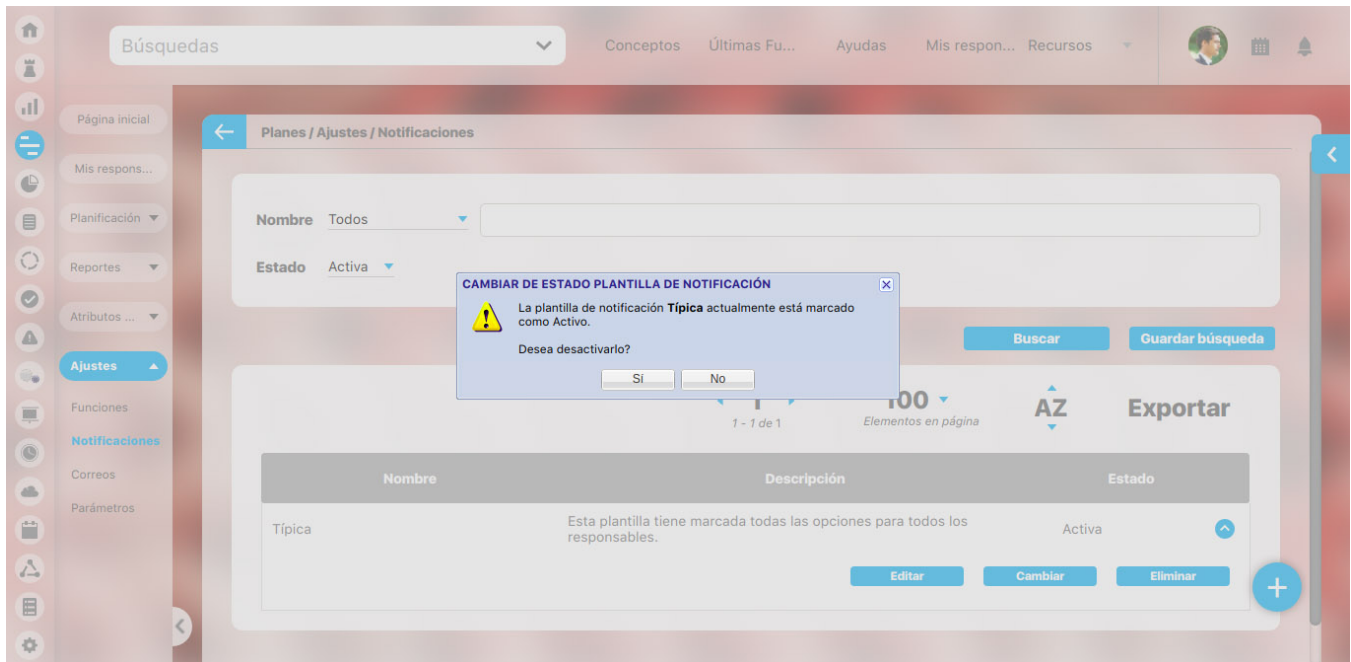 Búsquedas
Conceptos
Últimas Fu...
Ayudas
Mis respon...
Recursos
Página inicial
Mis respons...
Planificación
Reportes
Atributos ...
Ajustes
Funciones
Notificaciones
Correos
Parámetros
Planes / Ajustes / Notificaciones
Nombre Todos
Estado Activa
CAMBIAR DE ESTADO PLANTILLA DE NOTIFICACIÓN
La plantilla de notificación Típica actualmente está marcado
como Activo.
Desea desactivarlo?
Sí
No
Buscar
Guardar búsqueda
1
1 - 1 de 1
100
Elementos en página
AZ
Exportar
Nombre
Descripción
Estado
Típica
Esta plantilla tiene marcada todas las opciones para todos los
responsables.
Activa
Editar
Cambiar
Eliminar